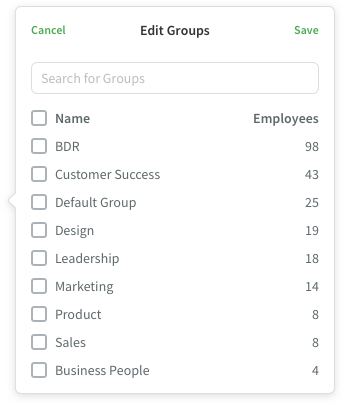 Cancel Edit Groups Save
Search for Groups
Name Employees
BDR 98
Customer Success 43
Default Group 25
Design 19
Leadership 18
Marketing 14
Product 8
Sales 8
Business People 4